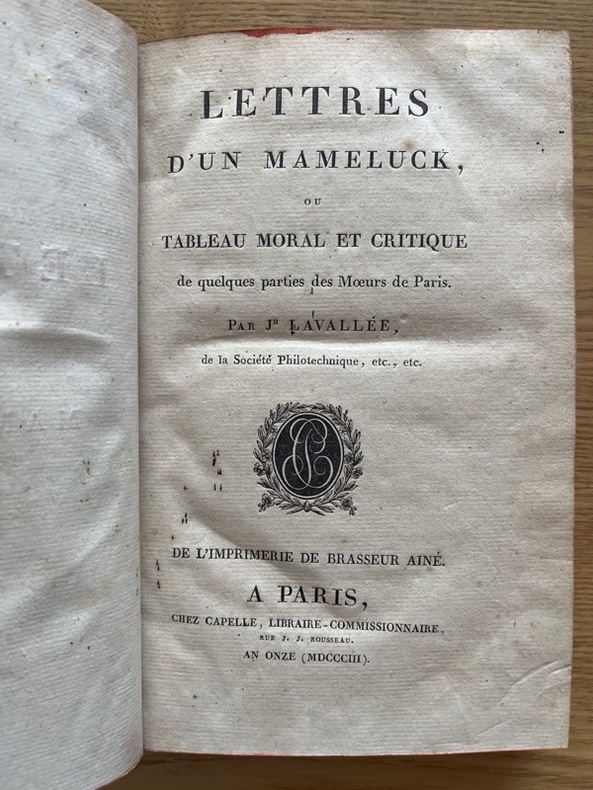 LETTRES
D'UN MAMELUCK,
OU
TABLEAU MORAL ET CRITIQUE
de quelques parties des Mœurs de Paris.
PAR Jʰ LAVALLÉE,
de la Société Philotechnique, etc., etc.
DE L'IMPRIMERIE DE BRASSEUR AINÉ.
A PARIS,
CHEZ CAPELLE, LIBRAIRE-COMMISSIONNAIRE,
RUE J. J. ROUSSEAU.
AN ONZE (MDCCCIII).